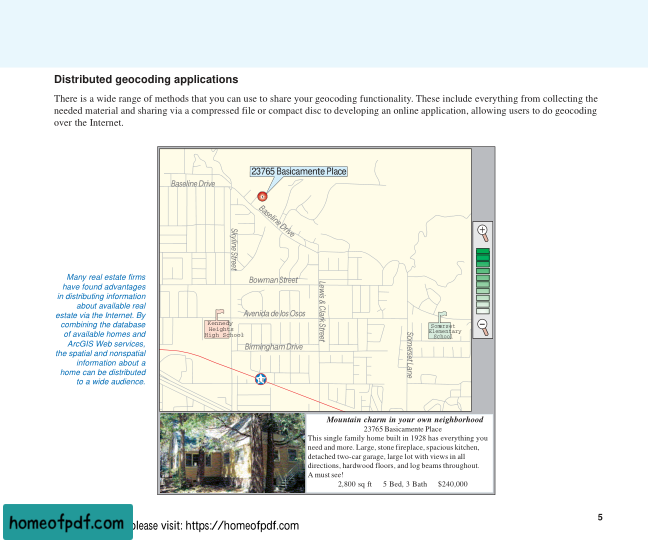 Distributed geocoding applications
There is a wide range of methods that you can use to share your geocoding functionality. These include everything from collecting the
needed material and sharing via a compressed file or compact disc to developing an online application, allowing users to do geocoding
over the Internet.
23765 Basicamente Place
Baseline Drive
Baseline Drive
Skyline Street
Bowman Street
Lewis & Clark Street
Avenida de los Osos
Kennedy
Heights
High School
Somerset
Elementary
School
Birmingham Drive
Somerset Lane
Many real estate firms
have found advantages
in distributing information
about available real
estate via the Internet. By
combining the database
of available homes and
ArcGIS Web services,
the spatial and nonspatial
information about a
home can be distributed
to a wide audience.
Mountain charm in your own neighborhood
23765 Basicamente Place
This single family home built in 1928 has everything you
need and more. Large, stone fireplace, spacious kitchen,
detached two-car garage, large lot with views in all
directions, hardwood floors, and log beams throughout.
A must see!
2,800 sq ft 5 Bed, 3 Bath $240,000
5
homeofpdf.com
please visit: https://homeofpdf.com